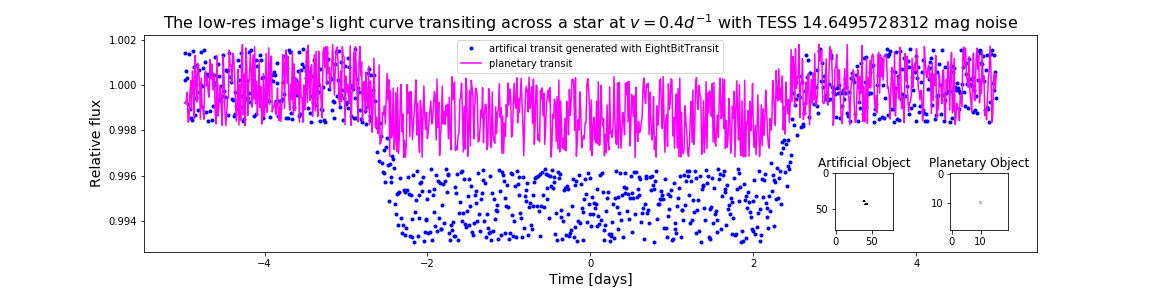 The low-res image's light curve transiting across a star at v = 0.4d⁻¹ with TESS 14.6495728312 mag noise
artifical transit generated with EightBitTransit
planetary transit
Relative flux
1.002
1.000
0.998
0.996
0.994
Artificial Object
Planetary Object
0
50
0
50
0
10
0
10
−4
−2
0
2
4
Time [days]